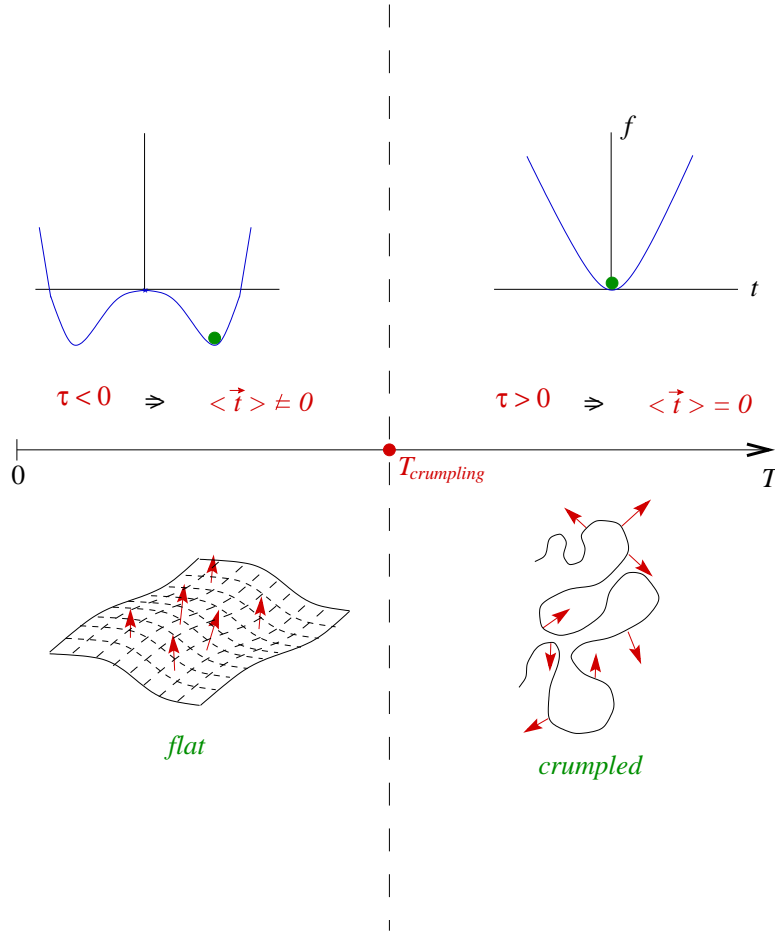 f
t
τ < 0 ⇒ < t⃗ > ≠ 0
τ > 0 ⇒ < t⃗ > = 0
0
T_crumpling
T
flat
crumpled